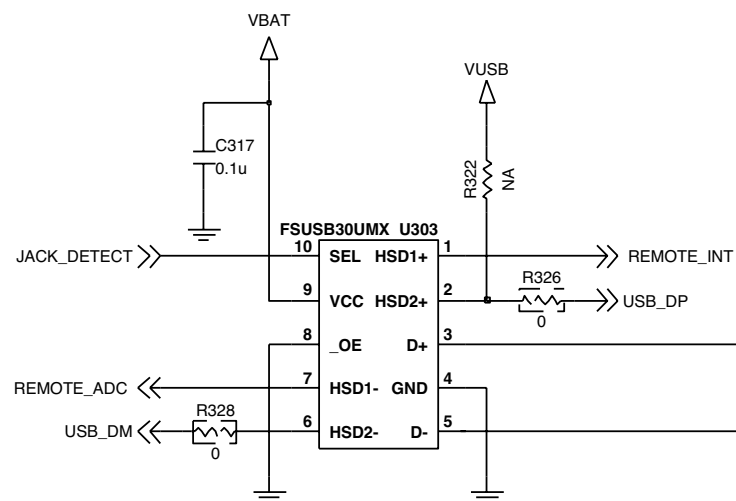 VBAT
VUSB
C317
0.1u
R322
NA
FSUSB30UMX U303
JACK_DETECT
10
SEL
HSD1+
1
REMOTE_INT
9
VCC
HSD2+
2
R326
0
USB_DP
8
_OE
D+
3
REMOTE_ADC
7
HSD1-
GND
4
USB_DM
R328
0
6
HSD2-
D-
5